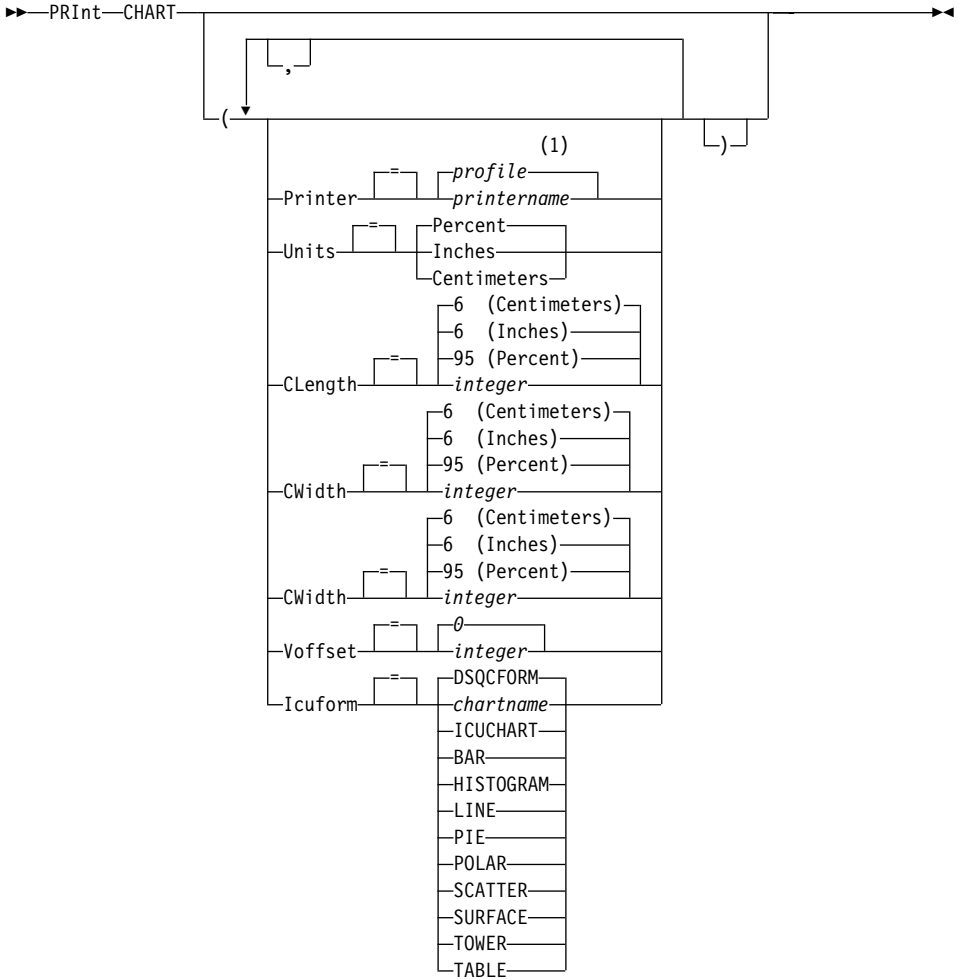 PRInt CHART
,
(
)
(1)
=
profile
Printer
printername
=
Percent
Units
Inches
Centimeters
6 (Centimeters)
6 (Inches)
=
95 (Percent)
CLength
integer
6 (Centimeters)
6 (Inches)
=
95 (Percent)
CWidth
integer
6 (Centimeters)
6 (Inches)
=
95 (Percent)
CWidth
integer
=
0
Voffset
integer
=
DSQCFORM
Icuform
chartname
ICUCHART
BAR
HISTOGRAM
LINE
PIE
POLAR
SCATTER
SURFACE
TOWER
TABLE